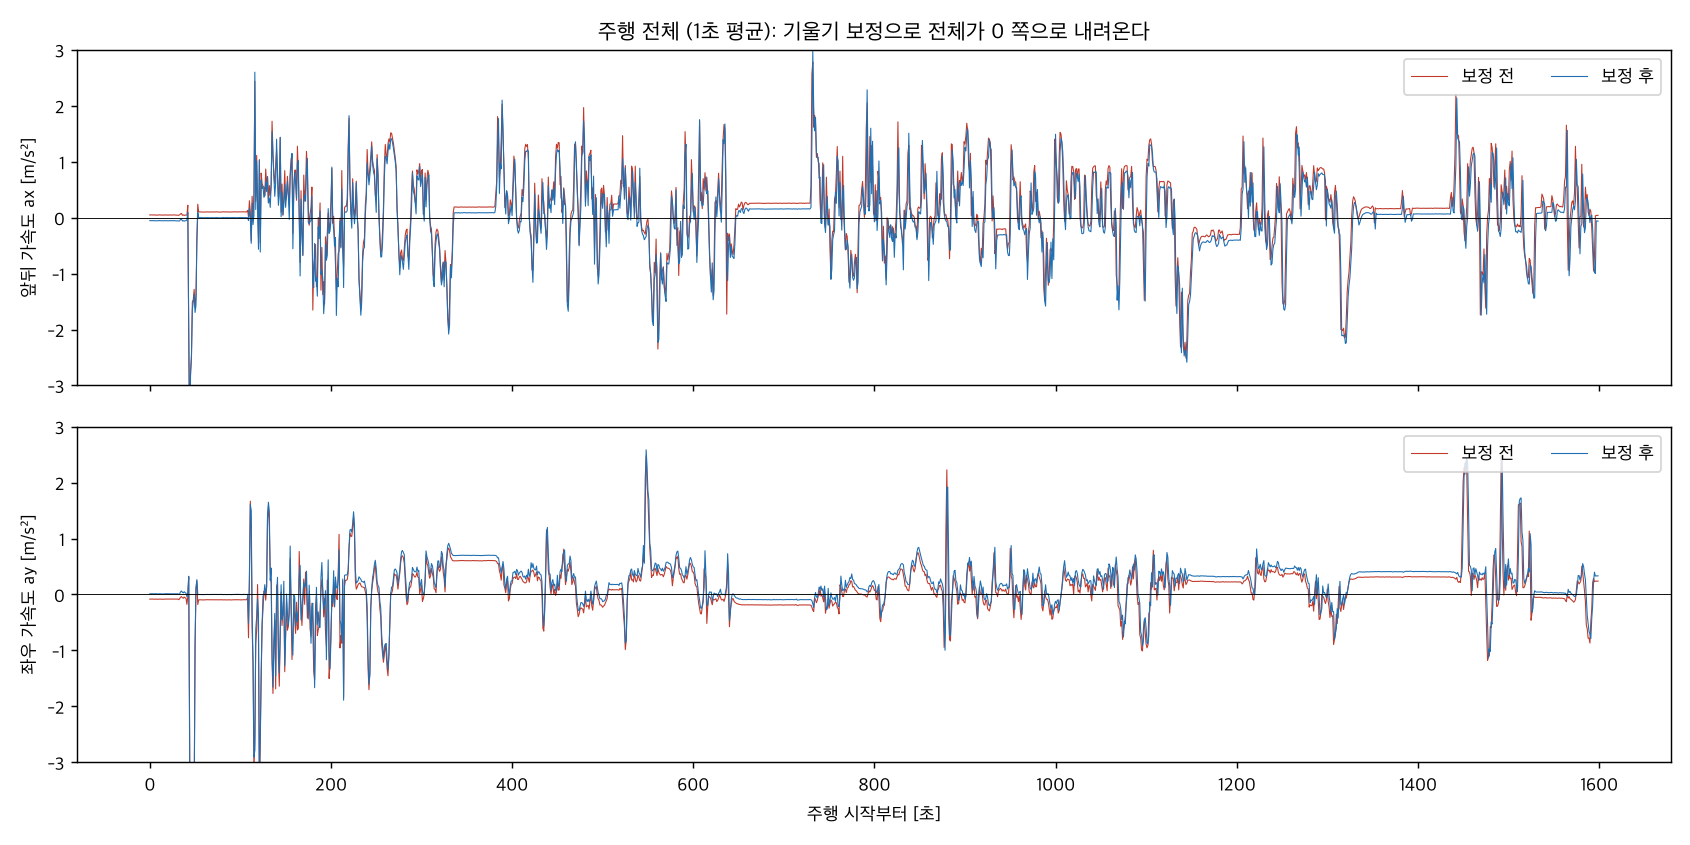 주행 전체 (1초 평균): 기울기 보정으로 전체가 0 쪽으로 내려온다
앞뒤 가속도 ax [m/s²]
3
2
1
0
-1
-2
-3
보정 전
보정 후
좌우 가속도 ay [m/s²]
3
2
1
0
-1
-2
-3
보정 전
보정 후
0
200
400
600
800
1000
1200
1400
1600
주행 시작부터 [초]